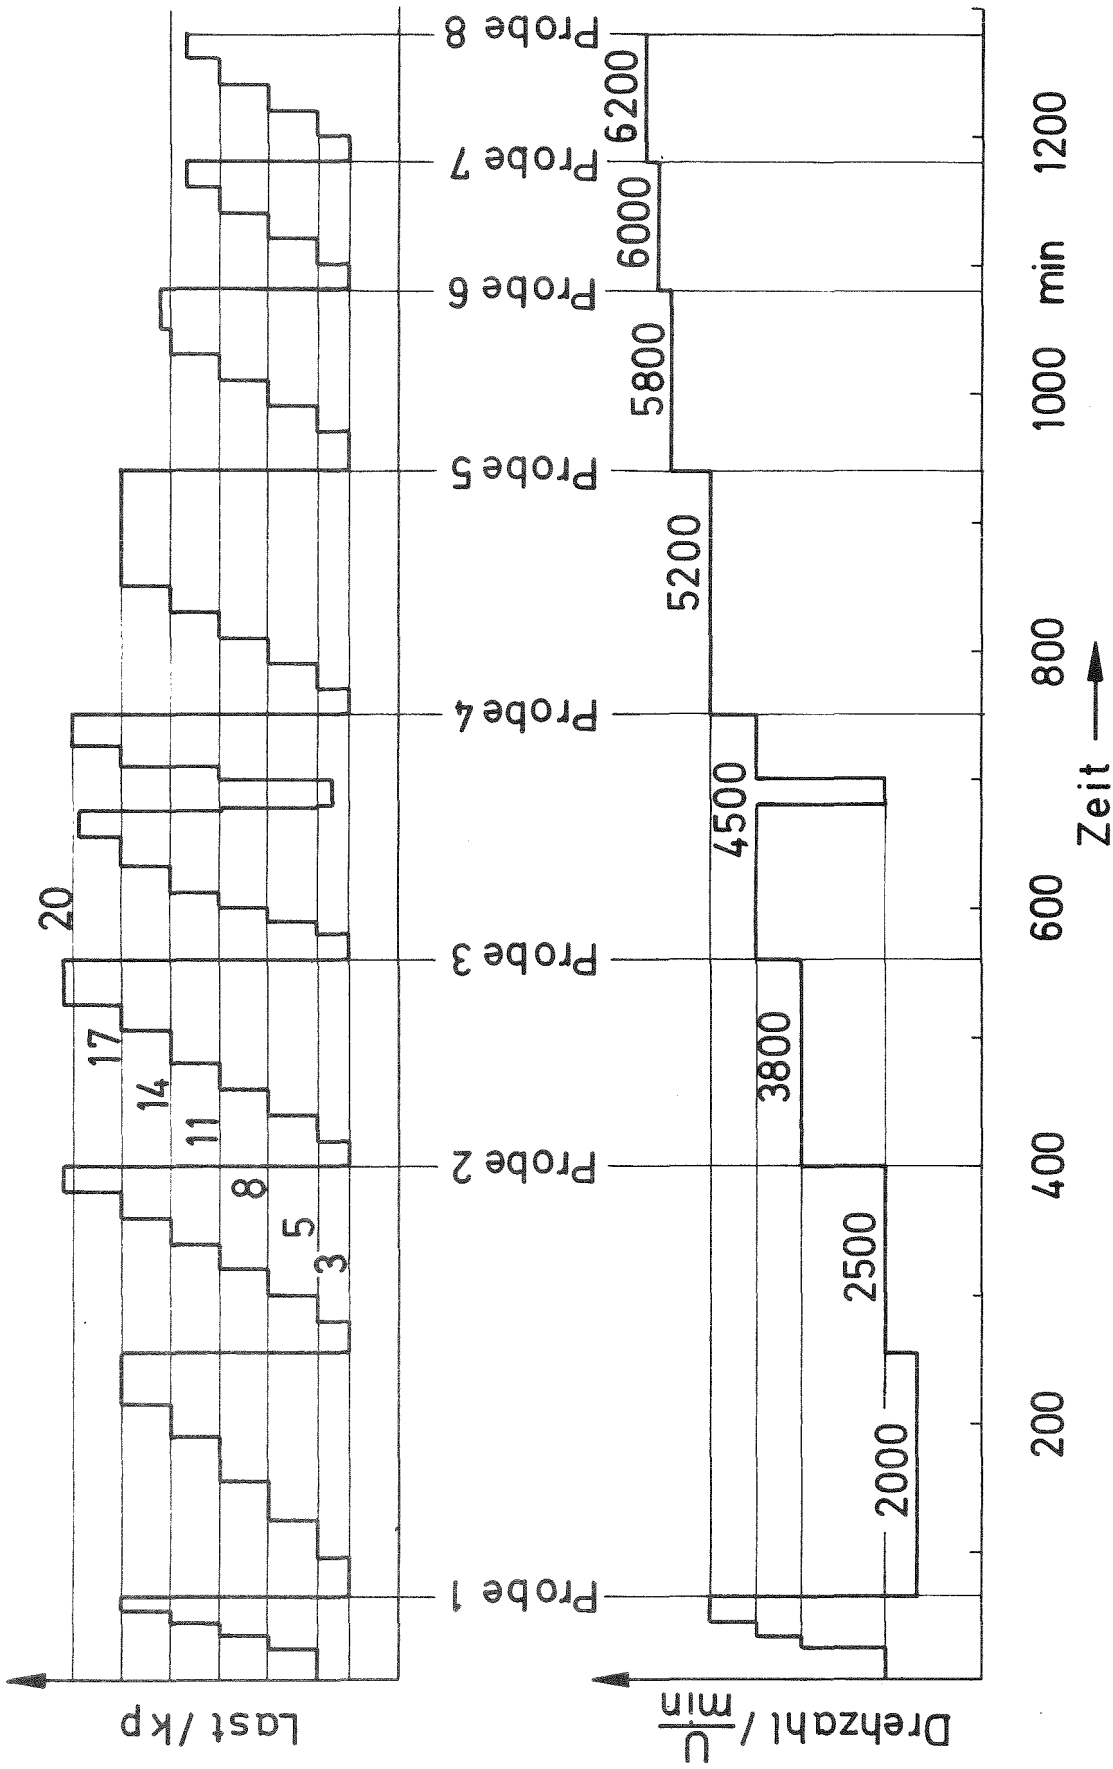 Last / kp
20
17
14
11
8
5
3
Probe 1
Probe 2
Probe 3
Probe 4
Probe 5
Probe 6
Probe 7
Probe 8
Drehzahl / U/min
2000
2500
3800
4500
5200
5800
6000
6200
200
400
600
800
1000
min
1200
Zeit